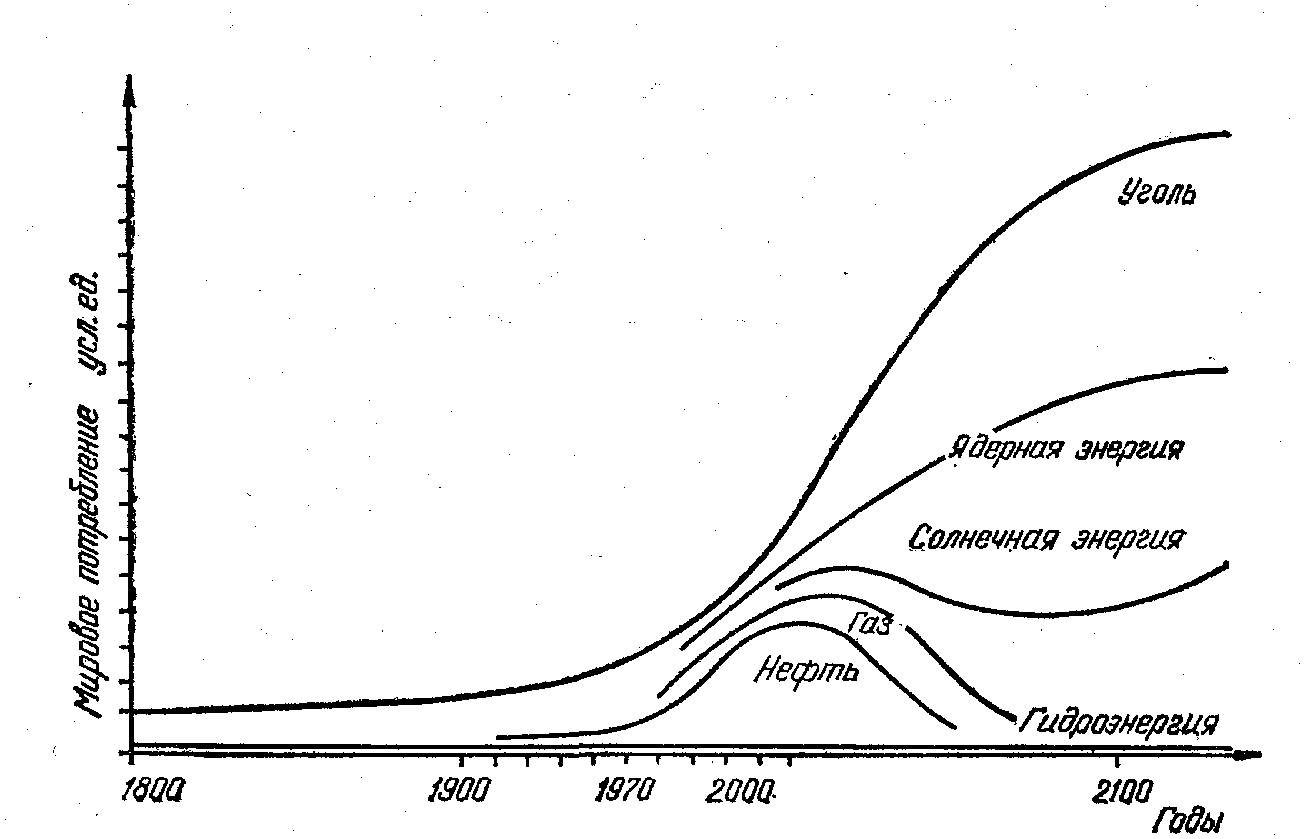 Мировое потребление усл. ед.
Уголь
Ядерная энергия
Солнечная энергия
Газ
Нефть
Гидроэнергия
1800 1900 1970 2000 2100
Годы